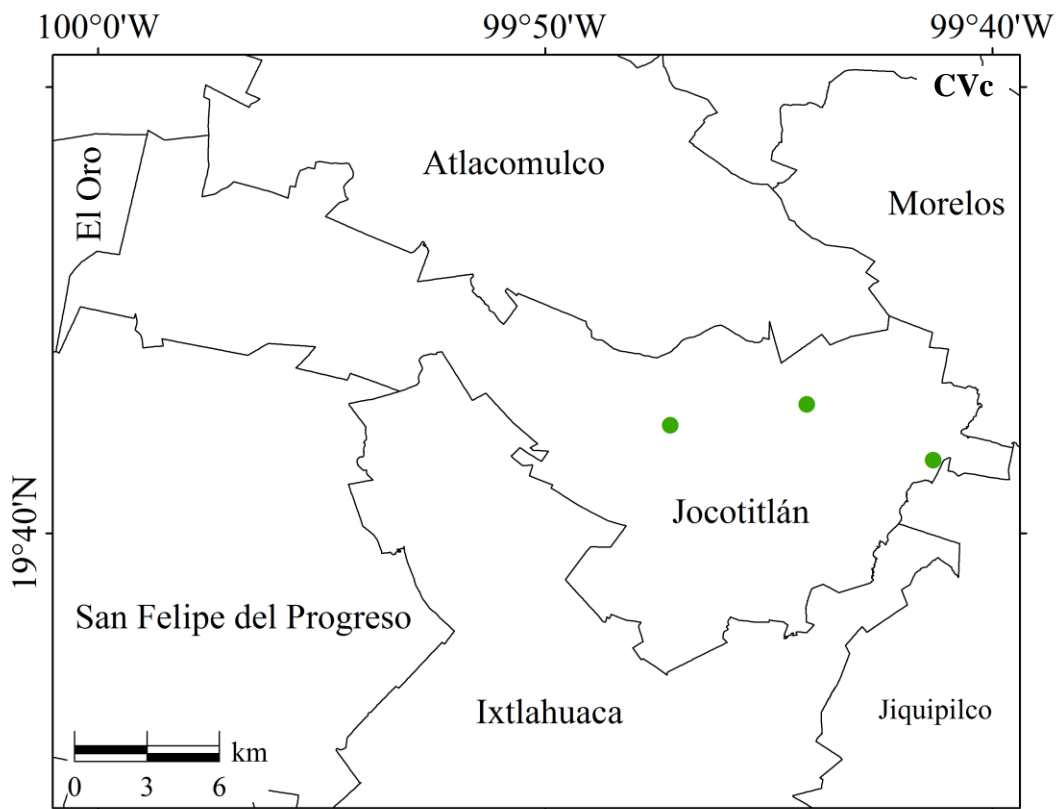 100°0'W 99°50'W 99°40'W
CVc
Atlacomulco
El Oro
Morelos
Jocotitlán
19°40'N
San Felipe del Progreso
Ixtlahuaca
Jiquipilco
km
0 3 6